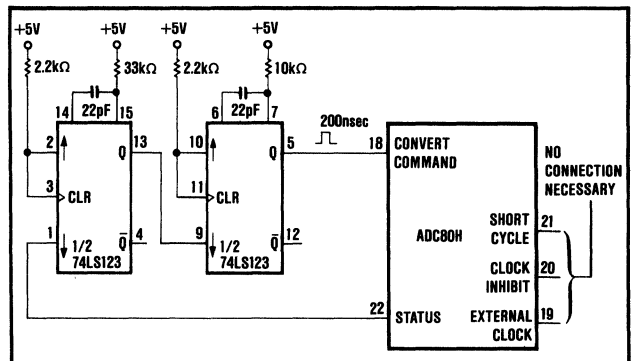 +5V +5V +5V +5V
2.2kΩ 33kΩ 2.2kΩ 10kΩ
22pF 22pF
14 15 6 7
200nsec
2 13 10 5 18
Q Q CONVERT
COMMAND
NO
CONNECTION
NECESSARY
3 CLR 11 CLR
ADC80H
SHORT
CYCLE 21
1 Q̅ 4 9 Q̅ 12
1/2
74LS123
1/2
74LS123
CLOCK
INHIBIT 20
22 STATUS
EXTERNAL
CLOCK 19